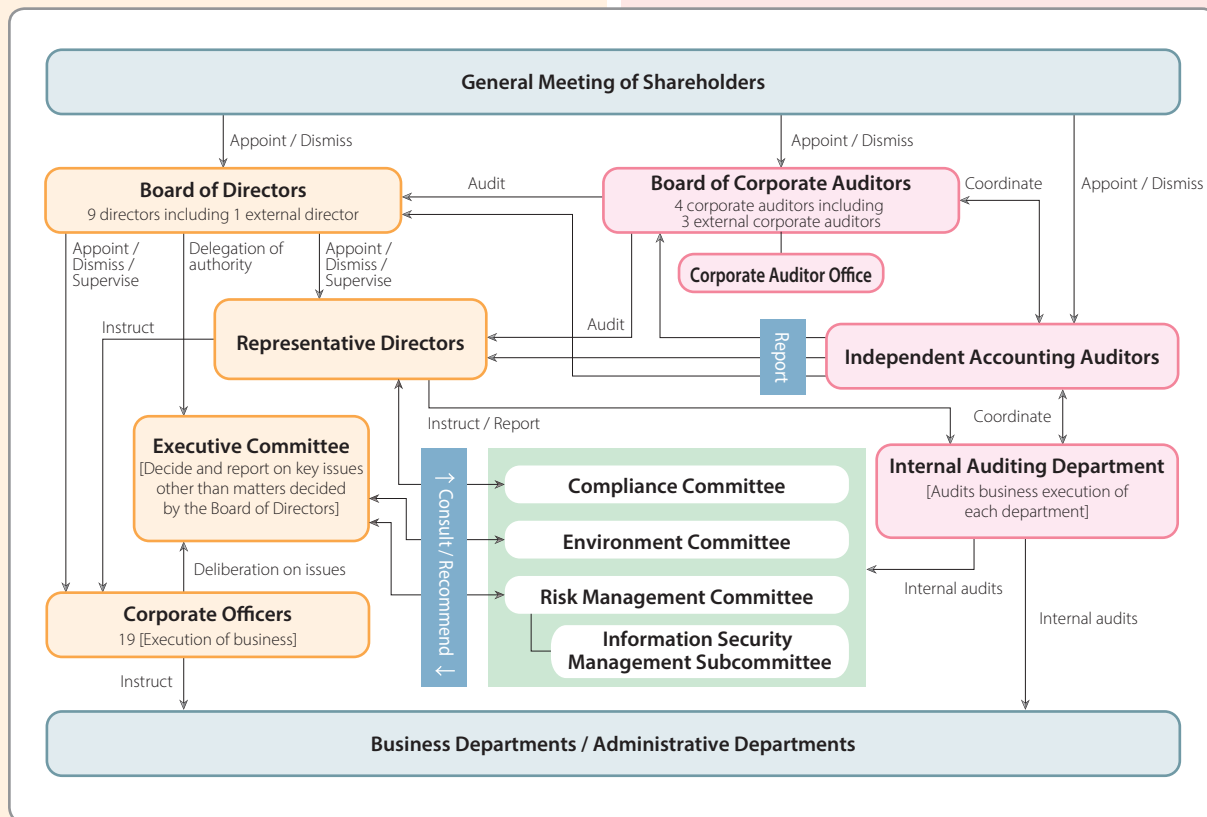 General Meeting of Shareholders
Appoint / Dismiss
Appoint / Dismiss
Appoint / Dismiss
Board of Directors
9 directors including 1 external director
Audit
Board of Corporate Auditors
4 corporate auditors including
3 external corporate auditors
Coordinate
Corporate Auditor Office
Appoint /
Dismiss /
Supervise
Delegation of
authority
Appoint /
Dismiss /
Supervise
Instruct
Representative Directors
Audit
Report
Independent Accounting Auditors
Instruct / Report
Coordinate
Executive Committee
[Decide and report on key issues
other than matters decided
by the Board of Directors]
↑ Consult / Recommend ↓
Compliance Committee
Environment Committee
Risk Management Committee
Information Security
Management Subcommittee
Internal Auditing Department
[Audits business execution of
each department]
Internal audits
Internal audits
Deliberation on issues
Corporate Officers
19 [Execution of business]
Instruct
Business Departments / Administrative Departments